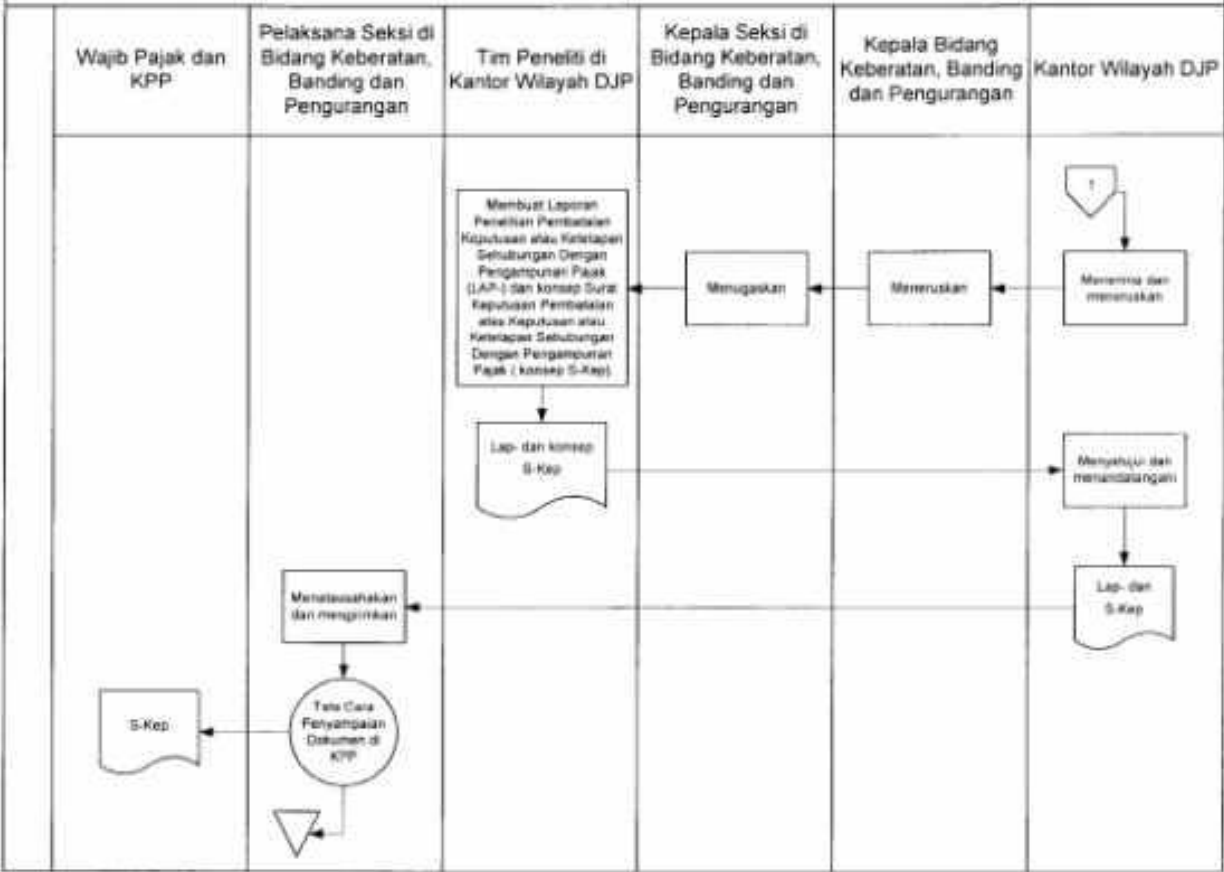 Wajib Pajak dan
KPP
Pelaksana Seksi di
Bidang Keberatan,
Banding dan
Pengurangan
Tim Peneliti di
Kantor Wilayah DJP
Kepala Seksi di
Bidang Keberatan,
Banding dan
Pengurangan
Kepala Bidang
Keberatan, Banding
dan Pengurangan
Kantor Wilayah DJP
1
Membuat Laporan
Penelitian Pembatalan
Keputusan atau Ketetapan
Sehubungan Dengan
Pengampunan Pajak
(LAP-) dan konsep Surat
Keputusan Pembatalan
atas Keputusan atau
Ketetapan Sehubungan
Dengan Pengampunan
Pajak ( konsep S-Kep)
Menugaskan
Meneruskan
Menerima dan
meneruskan
Lap- dan konsep
S-Kep
Menyetujui dan
menandatangani
Menatausahakan
dan mengirimkan
Lap- dan
S-Kep
S-Kep
Tata Cara
Penyampaian
Dokumen di
KPP